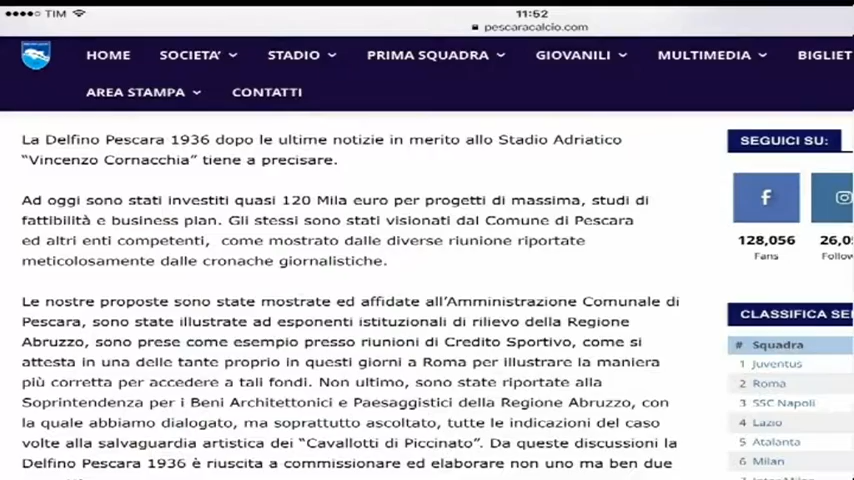 TIM
11:52
pescaracalcio.com
HOME
SOCIETA'
STADIO
PRIMA SQUADRA
GIOVANILI
MULTIMEDIA
BIGLIET
AREA STAMPA
CONTATTI
La Delfino Pescara 1936 dopo le ultime notizie in merito allo Stadio Adriatico
"Vincenzo Cornacchia" tiene a precisare.
Ad oggi sono stati investiti quasi 120 Mila euro per progetti di massima, studi di
fattibilità e business plan. Gli stessi sono stati visionati dal Comune di Pescara
ed altri enti competenti, come mostrato dalle diverse riunione riportate
meticolosamente dalle cronache giornalistiche.
Le nostre proposte sono state mostrate ed affidate all'Amministrazione Comunale di
Pescara, sono state illustrate ad esponenti istituzionali di rilievo della Regione
Abruzzo, sono prese come esempio presso riunioni di Credito Sportivo, come si
attesta in una delle tante proprio in questi giorni a Roma per illustrare la maniera
più corretta per accedere a tali fondi. Non ultimo, sono state riportate alla
Soprintendenza per i Beni Architettonici e Paesaggistici della Regione Abruzzo, con
la quale abbiamo dialogato, ma soprattutto ascoltato, tutte le indicazioni del caso
volte alla salvaguardia artistica dei "Cavallotti di Piccinato". Da queste discussioni la
Delfino Pescara 1936 è riuscita a commissionare ed elaborare non uno ma ben due
SEGUICI SU:
128,056
Fans
26,0
Follow
CLASSIFICA SE
# Squadra
1 Juventus
2 Roma
3 SSC Napoli
4 Lazio
5 Atalanta
6 Milan